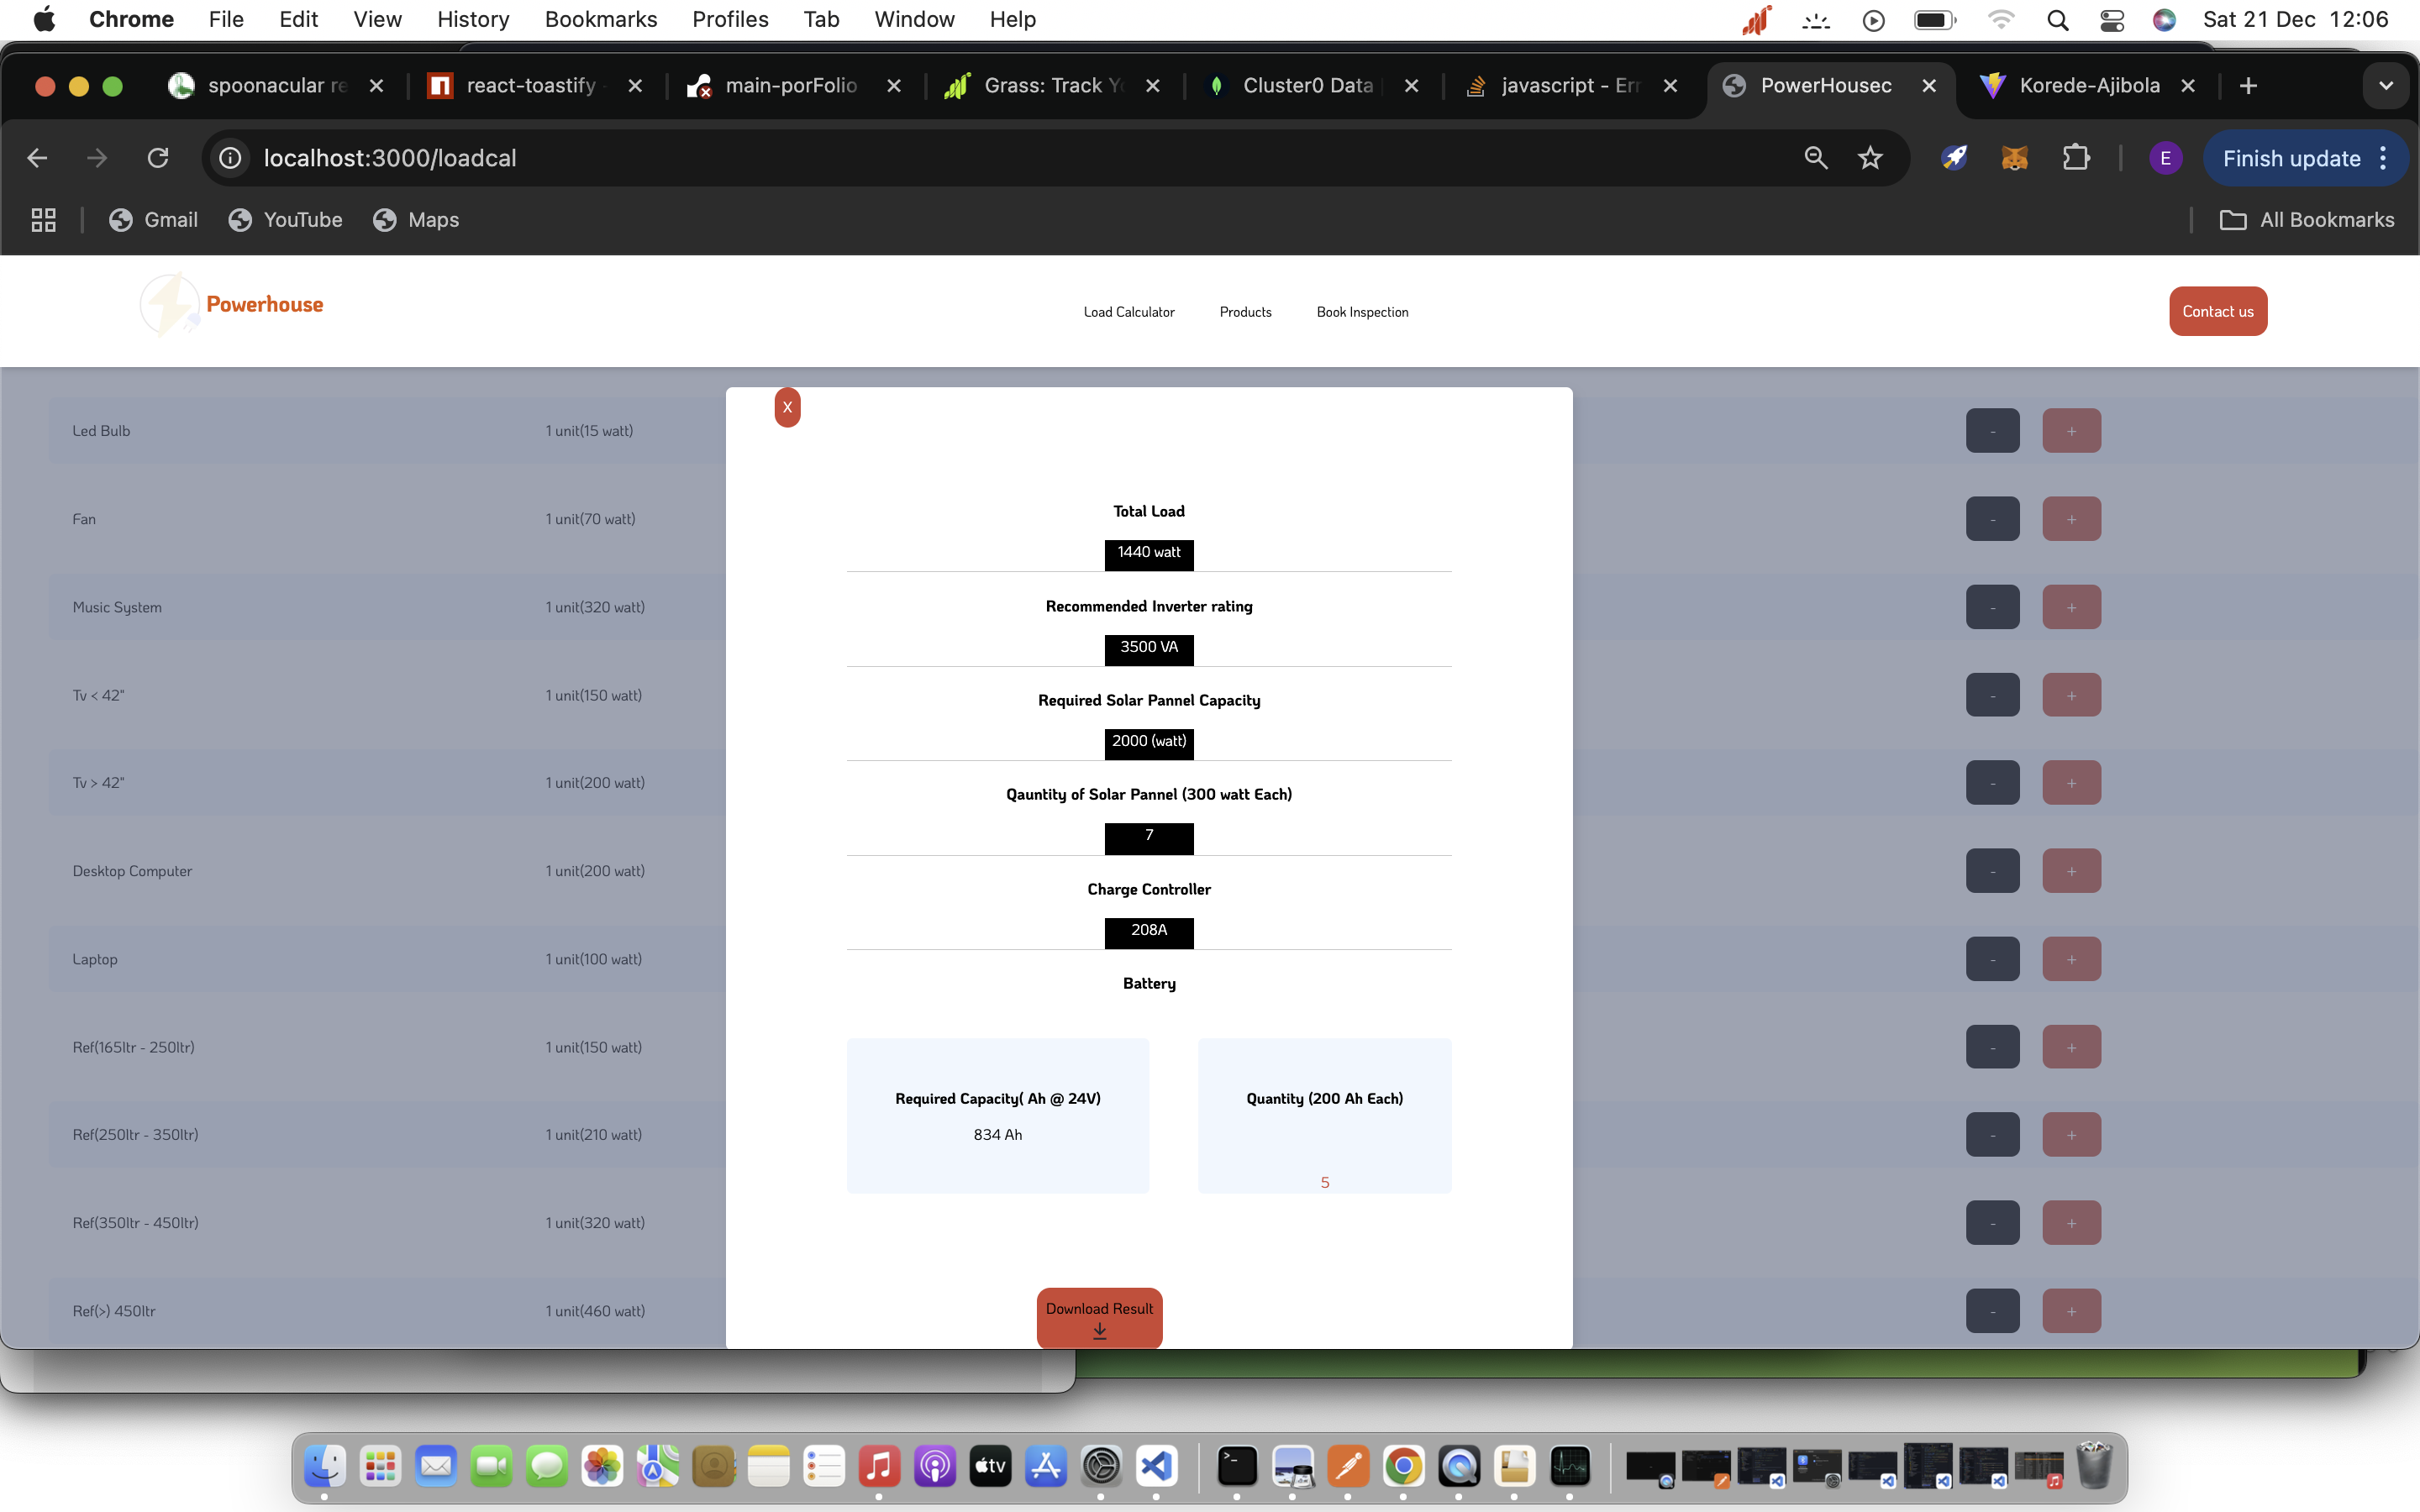 Chrome File Edit View History Bookmarks Profiles Tab Window Help Sat 21 Dec 12:06
spoonacular re react-toastify - main-porFolio Grass: Track Yo Cluster0 Data javascript - Err PowerHousec Korede-Ajibola
localhost:3000/loadcal E Finish update
Gmail YouTube Maps All Bookmarks
Powerhouse Load Calculator Products Book Inspection Contact us
X
Led Bulb 1 unit(15 watt) - +
Total Load
Fan 1 unit(70 watt) - +
1440 watt
Recommended Inverter rating
Music System 1 unit(320 watt) - +
3500 VA
Tv < 42" 1 unit(150 watt) - +
Required Solar Pannel Capacity
2000 (watt)
Tv > 42" 1 unit(200 watt) - +
Qauntity of Solar Pannel (300 watt Each)
7
Desktop Computer 1 unit(200 watt) - +
Charge Controller
208A
Laptop 1 unit(100 watt) - +
Battery
Ref(165ltr - 250ltr) 1 unit(150 watt) - +
Required Capacity( Ah @ 24V) Quantity (200 Ah Each)
834 Ah
Ref(250ltr - 350ltr) 1 unit(210 watt) - +
5
Ref(350ltr - 450ltr) 1 unit(320 watt) - +
Ref(>) 450ltr 1 unit(460 watt) - +
Download Result
tv